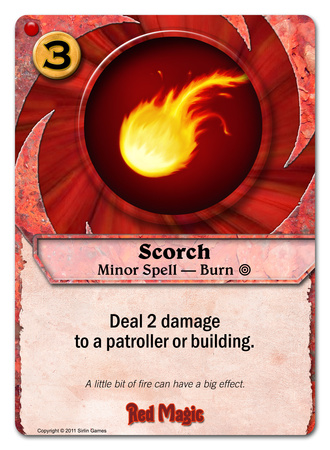 3
Scorch
Minor Spell — Burn ◎
Deal 2 damage
to a patroller or building.
A little bit of fire can have a big effect.
Red Magic
Copyright © 2011 Sirlin Games